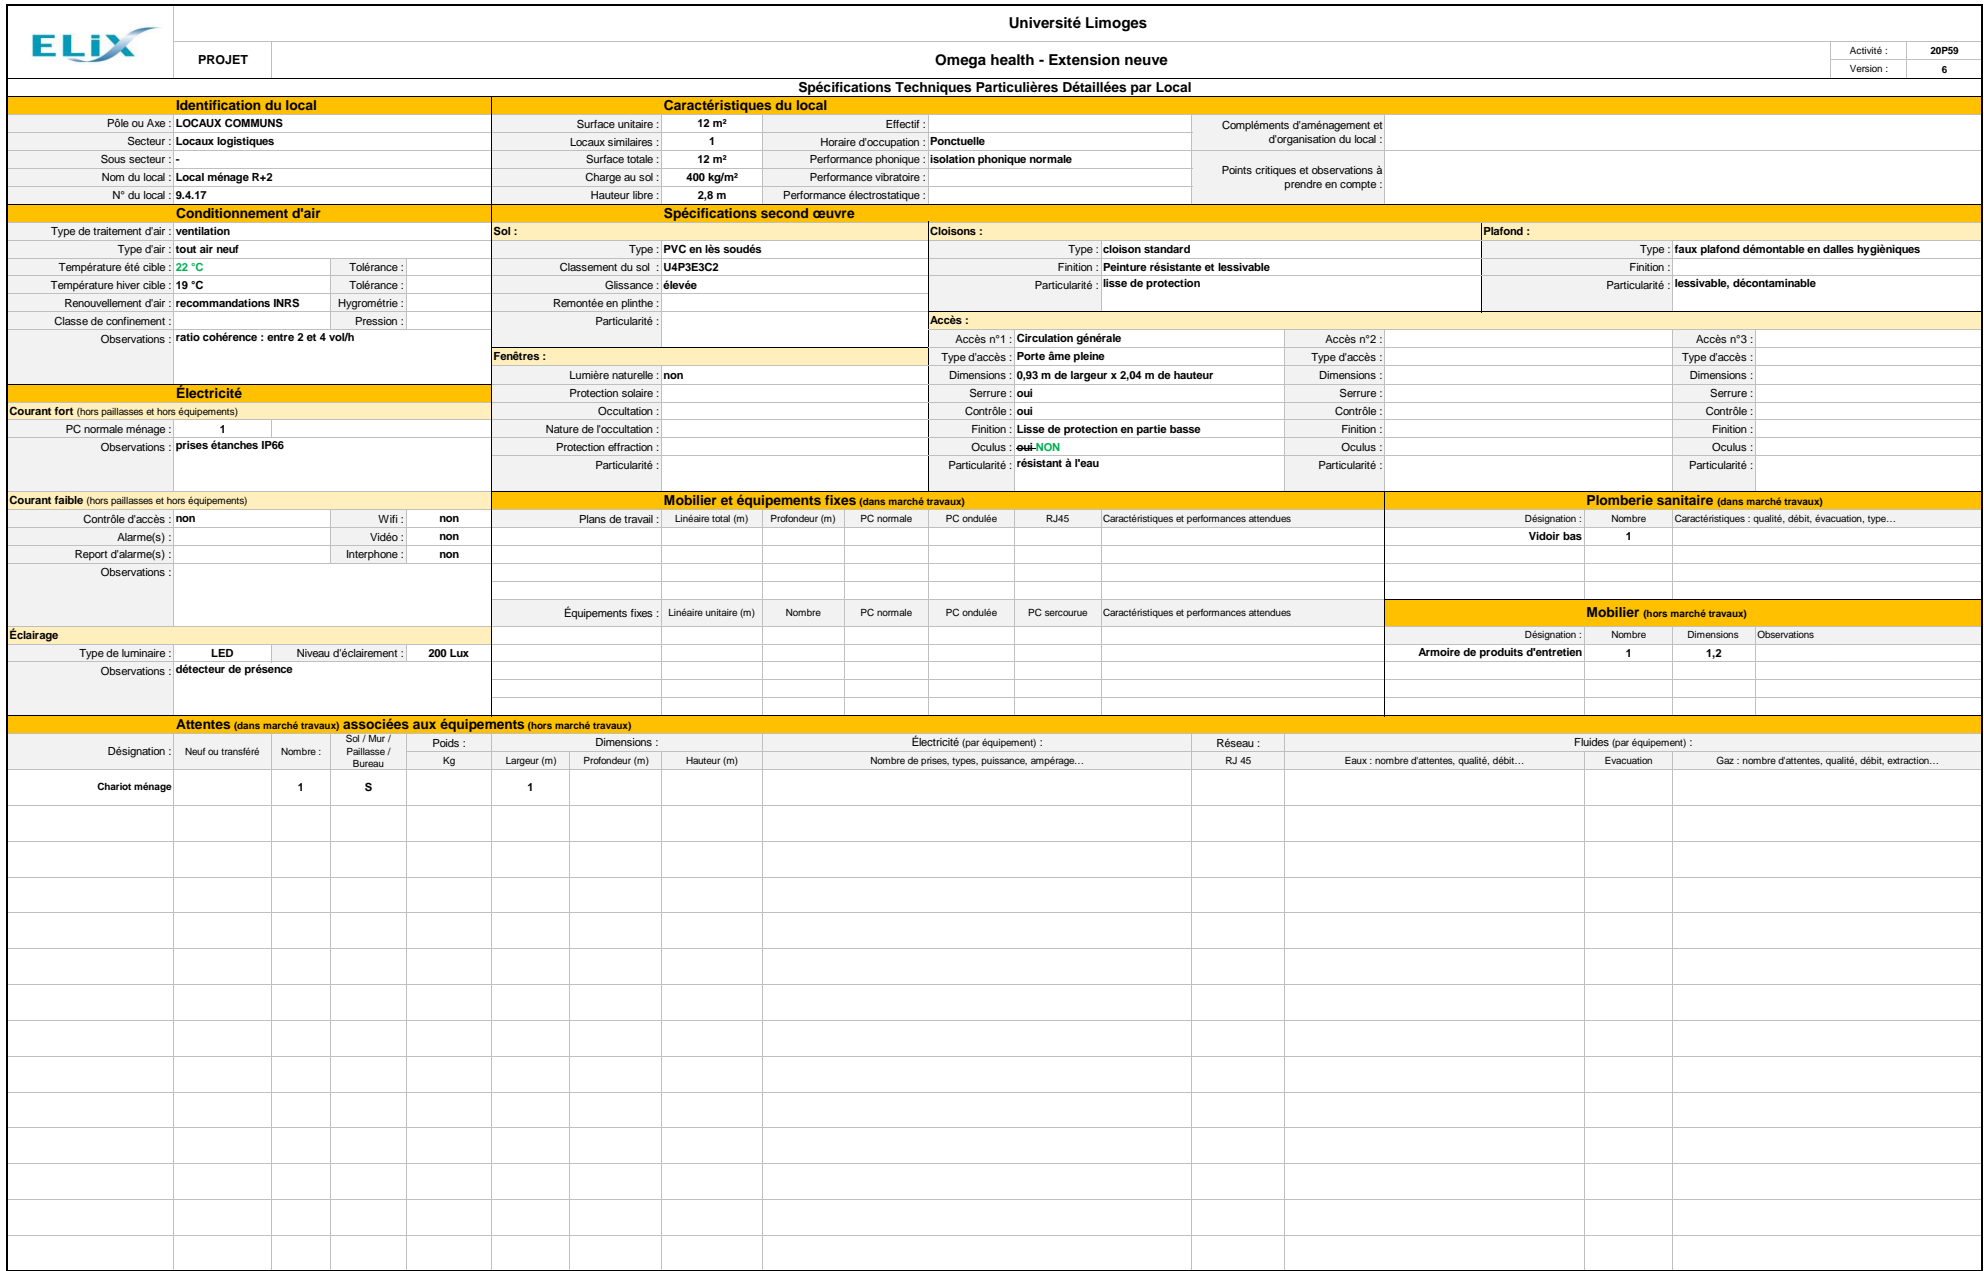 ELiX
Université Limoges
PROJET
Omega health - Extension neuve
Activité : 20P59
Version : 6
Spécifications Techniques Particulières Détaillées par Local
Identification du local
Pôle ou Axe : LOCAUX COMMUNS
Secteur : Locaux logistiques
Sous secteur : -
Nom du local : Local ménage R+2
N° du local : 9.4.17
Caractéristiques du local
Surface unitaire : 12 m² Effectif :
Locaux similaires : 1 Horaire d'occupation : Ponctuelle
Surface totale : 12 m² Performance phonique : isolation phonique normale
Charge au sol : 400 kg/m² Performance vibratoire :
Hauteur libre : 2,8 m Performance électrostatique :
Compléments d'aménagement et
d'organisation du local :
Points critiques et observations à
prendre en compte :
Conditionnement d'air
Type de traitement d'air : ventilation
Type d'air : tout air neuf
Température été cible : 22 °C Tolérance :
Température hiver cible : 19 °C Tolérance :
Renouvellement d'air : recommandations INRS Hygrométrie :
Classe de confinement : Pression :
Observations : ratio cohérence : entre 2 et 4 vol/h
Spécifications second œuvre
Sol :
Type : PVC en lès soudés
Classement du sol : U4P3E3C2
Glissance : élevée
Remontée en plinthe :
Particularité :
Cloisons :
Type : cloison standard
Finition : Peinture résistante et lessivable
Particularité : lisse de protection
Plafond :
Type : faux plafond démontable en dalles hygièniques
Finition :
Particularité : lessivable, décontaminable
Fenêtres :
Lumière naturelle : non
Protection solaire :
Occultation :
Nature de l'occultation :
Protection effraction :
Particularité :
Accès :
Accès n°1 : Circulation générale Accès n°2 : Accès n°3 :
Type d'accès : Porte âme pleine Type d'accès : Type d'accès :
Dimensions : 0,93 m de largeur x 2,04 m de hauteur Dimensions : Dimensions :
Serrure : oui Serrure : Serrure :
Contrôle : oui Contrôle : Contrôle :
Finition : Lisse de protection en partie basse Finition : Finition :
Oculus : oui NON Oculus : Oculus :
Particularité : résistant à l'eau Particularité : Particularité :
Électricité
Courant fort (hors paillasses et hors équipements)
PC normale ménage : 1
Observations : prises étanches IP66
Courant faible (hors paillasses et hors équipements)
Contrôle d'accès : non Wifi : non
Alarme(s) : Vidéo : non
Report d'alarme(s) : Interphone : non
Observations :
Éclairage
Type de luminaire : LED Niveau d'éclairement : 200 Lux
Observations : détecteur de présence
Mobilier et équipements fixes (dans marché travaux)
Plans de travail : Linéaire total (m) Profondeur (m) PC normale PC ondulée RJ45 Caractéristiques et performances attendues
Équipements fixes : Linéaire unitaire (m) Nombre PC normale PC ondulée PC sercourue Caractéristiques et performances attendues
Plomberie sanitaire (dans marché travaux)
Désignation : Nombre Caractéristiques : qualité, débit, évacuation, type…
Vidoir bas 1
Mobilier (hors marché travaux)
Désignation : Nombre Dimensions Observations
Armoire de produits d'entretien 1 1,2
Attentes (dans marché travaux) associées aux équipements (hors marché travaux)
Désignation : Neuf ou transféré Nombre : Sol / Mur /
Paillasse /
Bureau
Poids : Dimensions : Électricité (par équipement) : Réseau : Fluides (par équipement) :
Kg Largeur (m) Profondeur (m) Hauteur (m) Nombre de prises, types, puissance, ampérage… RJ 45 Eaux : nombre d'attentes, qualité, débit… Evacuation Gaz : nombre d'attentes, qualité, débit, extraction…
Chariot ménage 1 S 1